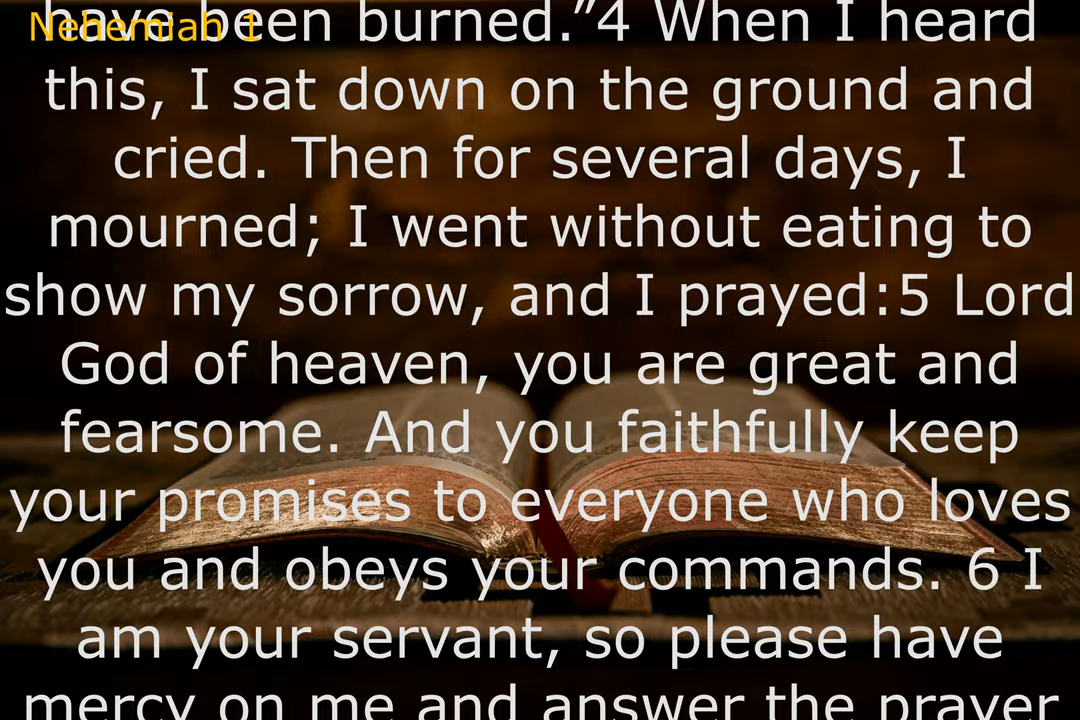 have been burned.”4 When I heard
Nehemiah 1
this, I sat down on the ground and
cried. Then for several days, I
mourned; I went without eating to
show my sorrow, and I prayed:5 Lord
God of heaven, you are great and
fearsome. And you faithfully keep
your promises to everyone who loves
you and obeys your commands. 6 I
am your servant, so please have
mercy on me and answer the prayer